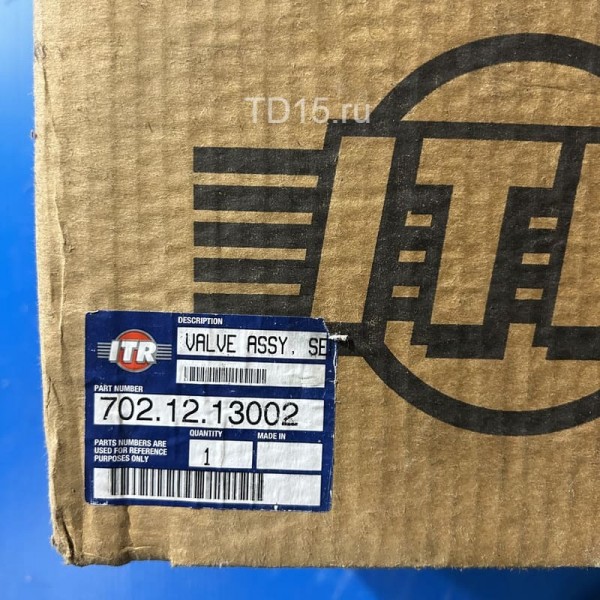 TD15.ru
ITR
DESCRIPTION
ITR
VALVE ASSY. SE
PART NUMBER
702.12.13002
PARTS NUMBERS ARE
USED FOR REFERENCE
PURPOSES ONLY
QUANTITY
1
MADE IN